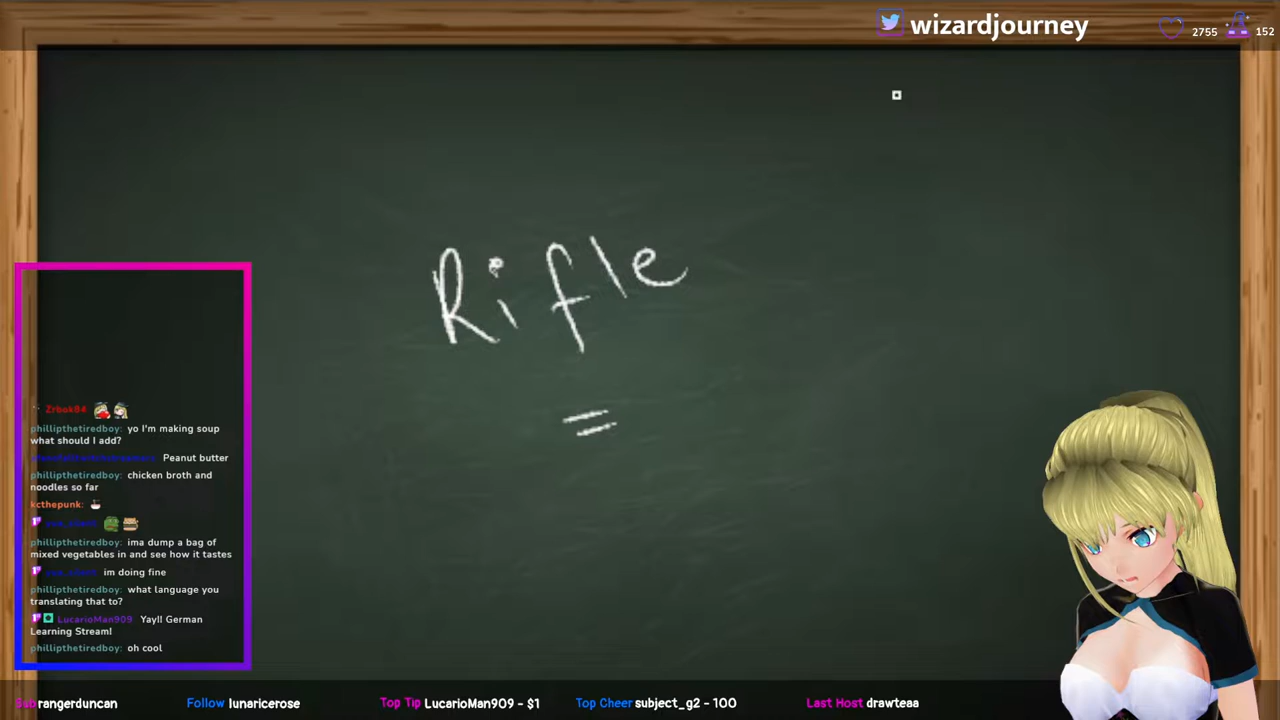 wizardjourney
2755
152
Rifle
=
Zrbok84
phillipthetiredboy: yo I'm making soup
what should I add?
Peanut butter
phillipthetiredboy: chicken broth and
noodles so far
kcthepunk:
phillipthetiredboy: ima dump a bag of
mixed vegetables in and see how it tastes
im doing fine
phillipthetiredboy: what language you
translating that to?
LucarioMan909 Yay!! German
Learning Stream!
phillipthetiredboy: oh cool
Sub rangerduncan
Follow lunaricerose
Top Tip LucarioMan909 - $1
Top Cheer subject_g2 - 100
Last Host drawteaa